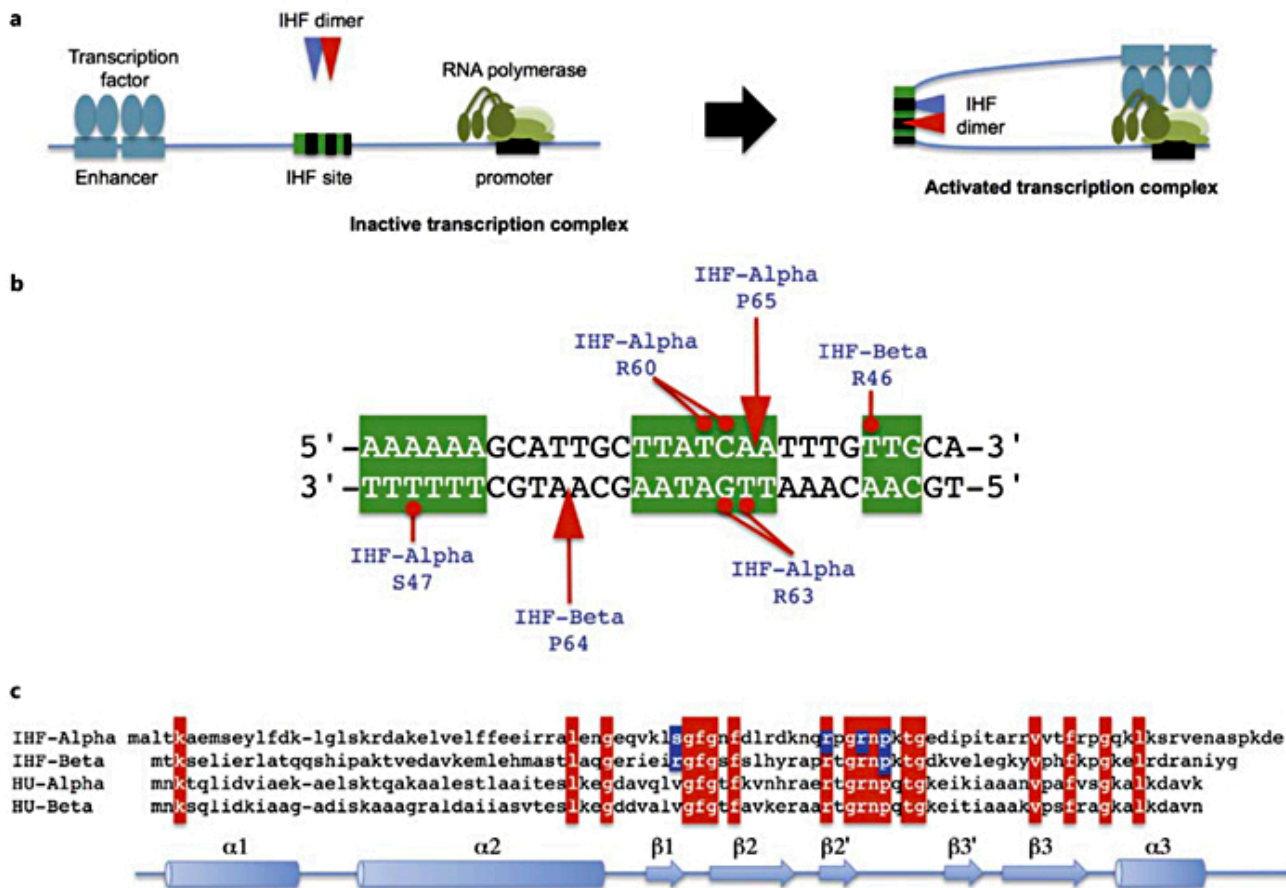 a
IHF dimer
Transcription
factor
RNA polymerase
IHF
dimer
Enhancer
IHF site
promoter
Activated transcription complex
Inactive transcription complex
b
IHF-Alpha
P65
IHF-Alpha
R60
IHF-Beta
R46
5'-AAAAAAGCATTGCTTATCAATTTGTTGCA-3'
3'-TTTTTTCGTAACGAATAGTTAAACAACGT-5'
IHF-Alpha
S47
IHF-Alpha
R63
IHF-Beta
P64
c
IHF-Alpha maltkaemseylfdk-lglskrdakelvelffeeirralengeqvklsgfgnfdlrdknqrpgrnpktgedipitarrvvtfrpgqklksrvenaspkde
IHF-Beta mtkselierlatqqshipaktvedavkemlehmastlaqgerieirgfgsfslhyraprtgrnpktgdkvelegkyvphfkpgkelrdraniyg
HU-Alpha mnktqlidviaek-aelsktqakaalestlaaiteslkegdavqlvgfgtfkvnhraertgrnpqtgkeikiaaanvpafvsgkalkdavk
HU-Beta mnksqlidkiaag-adiskaaagraldaiiasvteslkegddvalvgfgtfavkeraartgrnpqtgkeitiaaakvpsfragkalkdavn
α1 α2 β1 β2 β2' β3' β3 α3